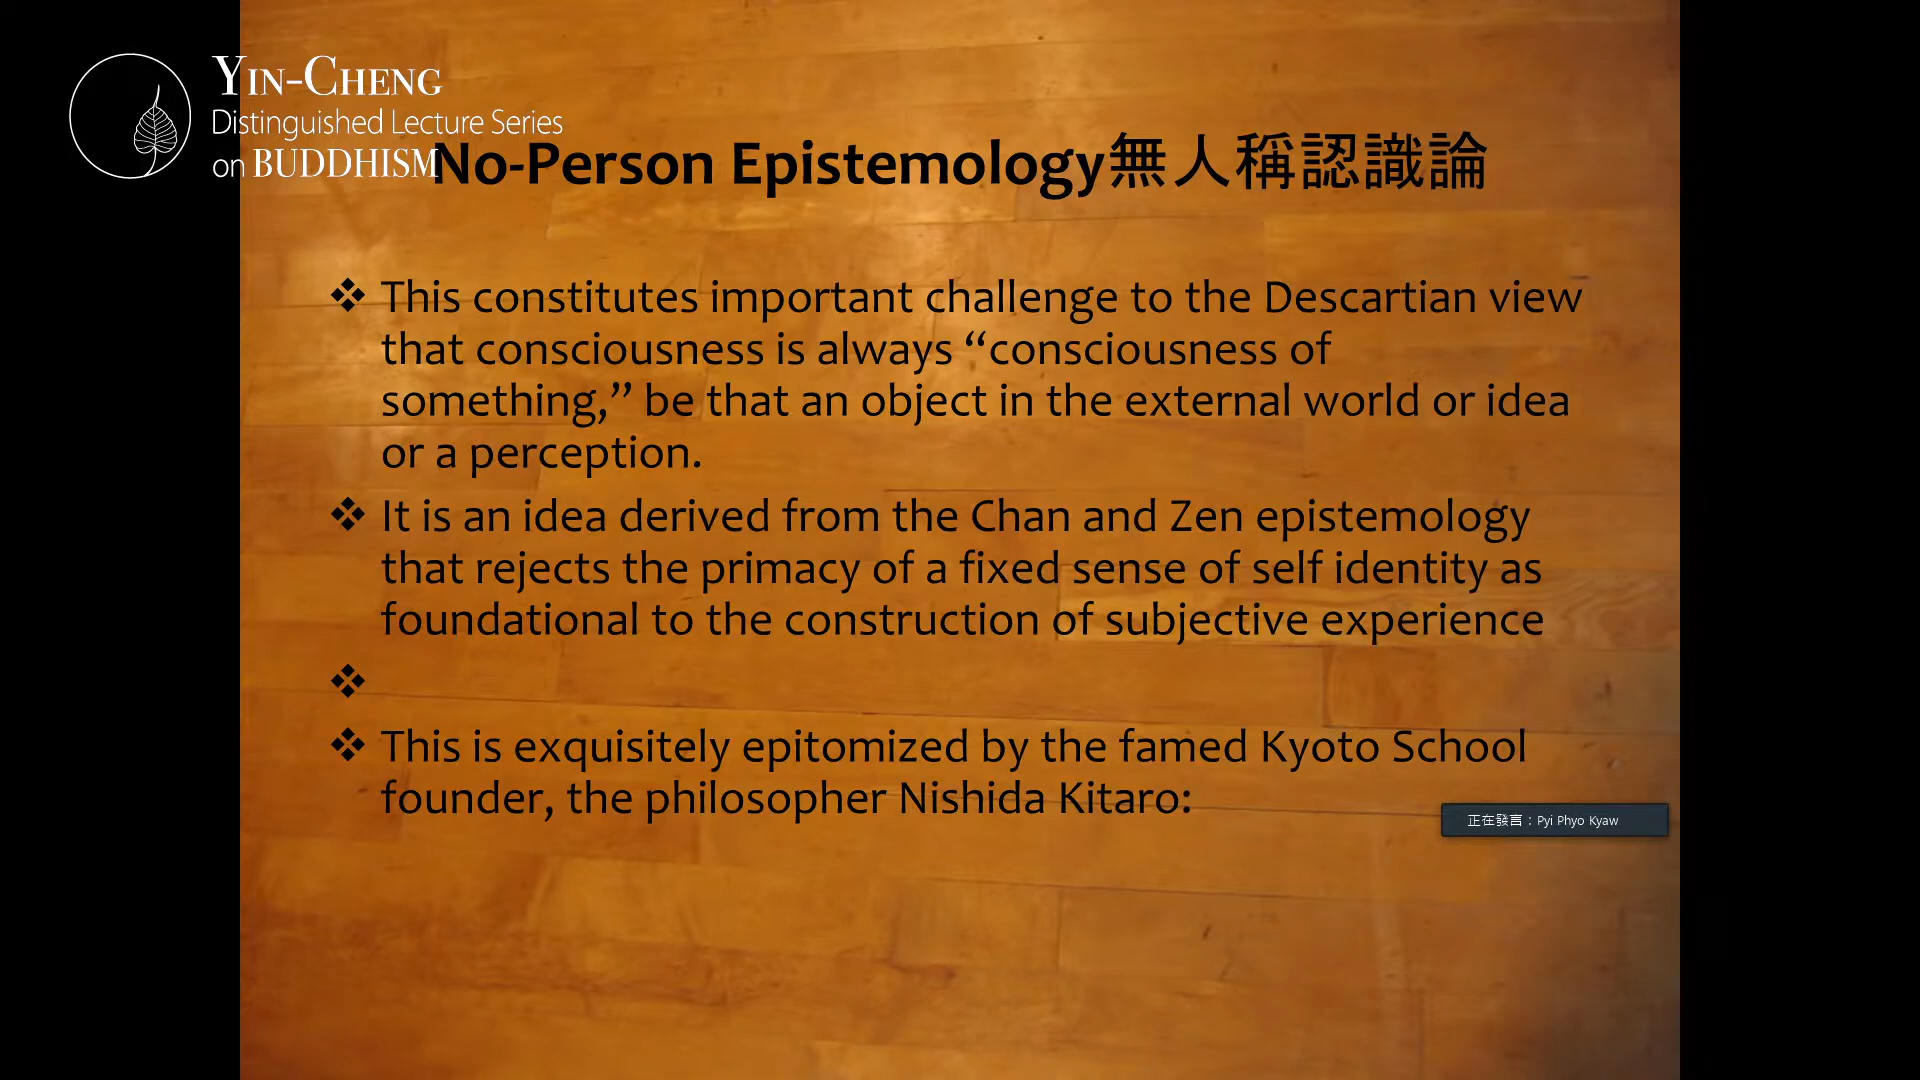 YIN-CHENG
Distinguished Lecture Series
on BUDDHISM
No-Person Epistemology無人稱認識論
❖ This constitutes important challenge to the Descartian view
that consciousness is always “consciousness of
something,” be that an object in the external world or idea
or a perception.
❖ It is an idea derived from the Chan and Zen epistemology
that rejects the primacy of a fixed sense of self identity as
foundational to the construction of subjective experience
❖
❖ This is exquisitely epitomized by the famed Kyoto School
founder, the philosopher Nishida Kitaro:
正在發言：Pyi Phyo Kyaw